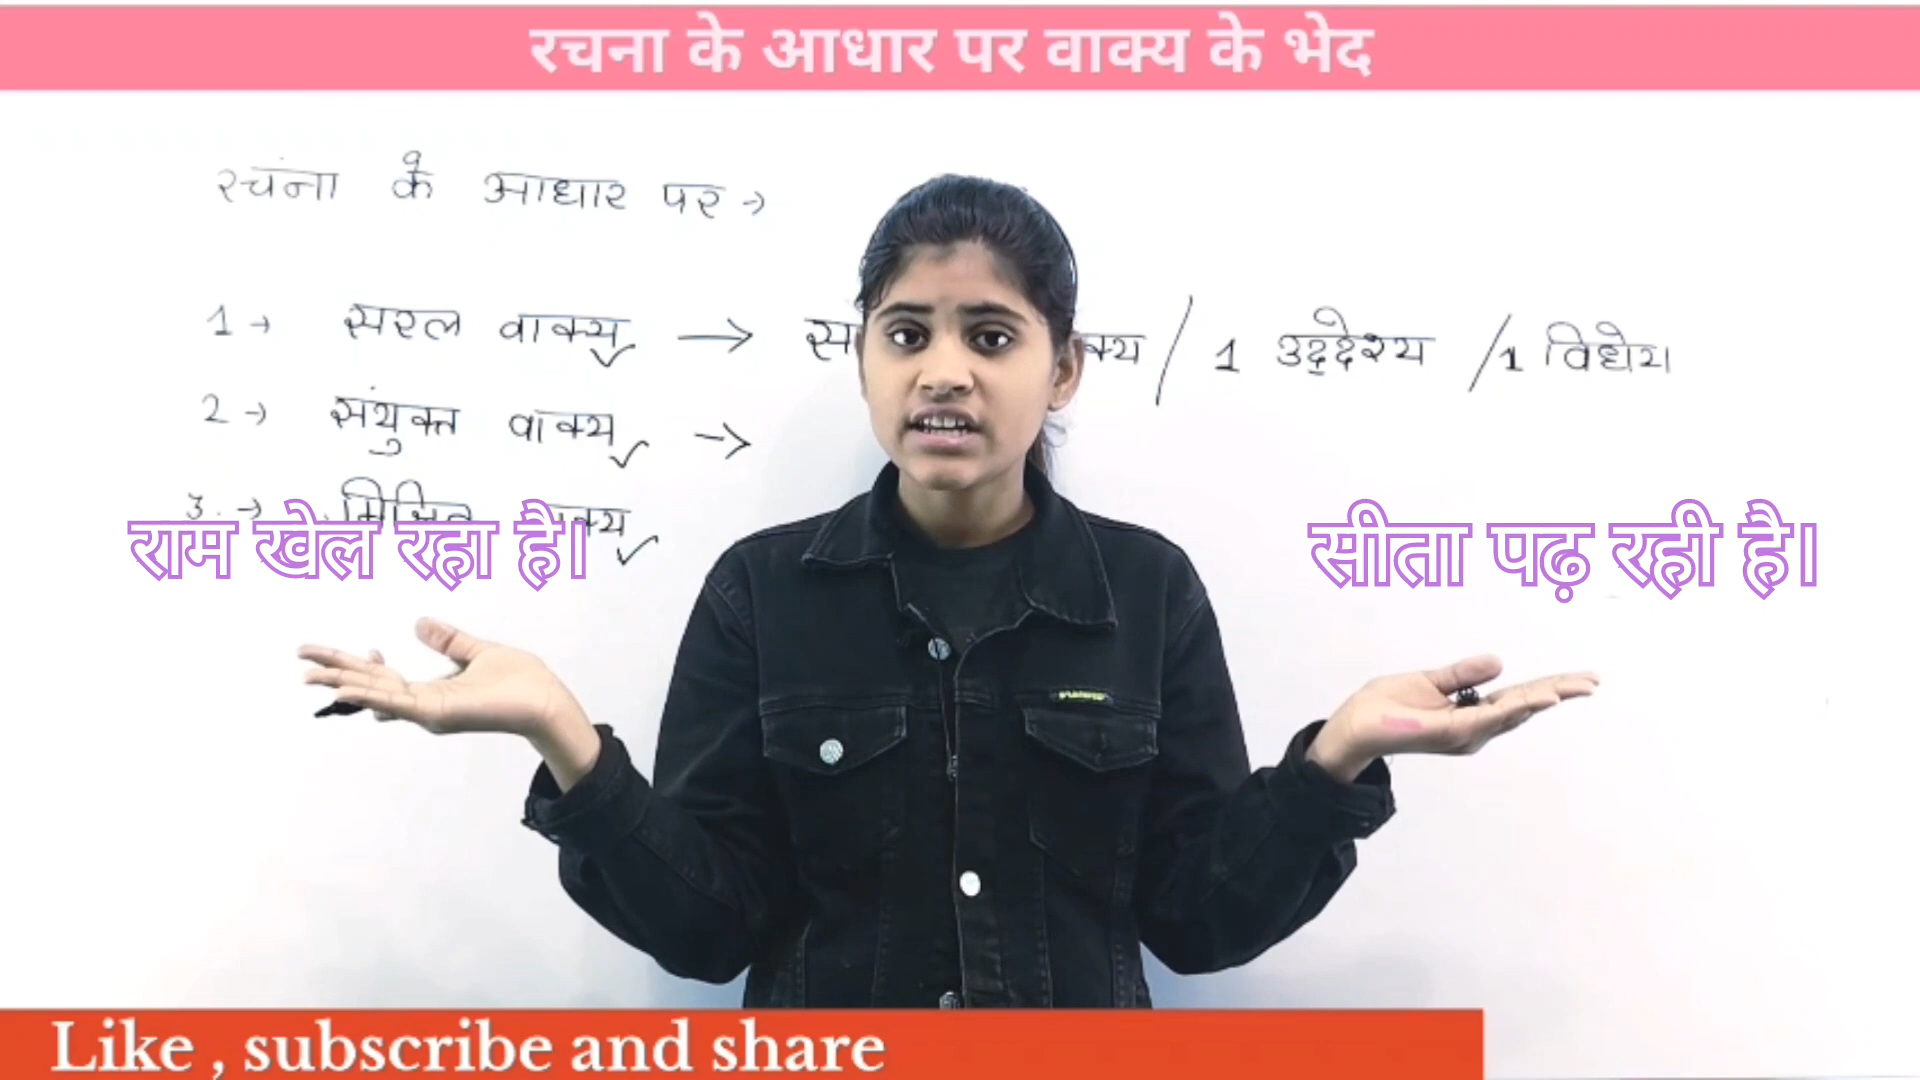 रचना के आधार पर वाक्य के भेद
रचंना के आधार पर →
1 → सरल वाक्य → / 1 उद्देश्य / 1 विधेय
2 → संयुक्त वाक्य →
3. → मिश्रित
राम खेल रहा है। सीता पढ़ रही है।
Like , subscribe and share